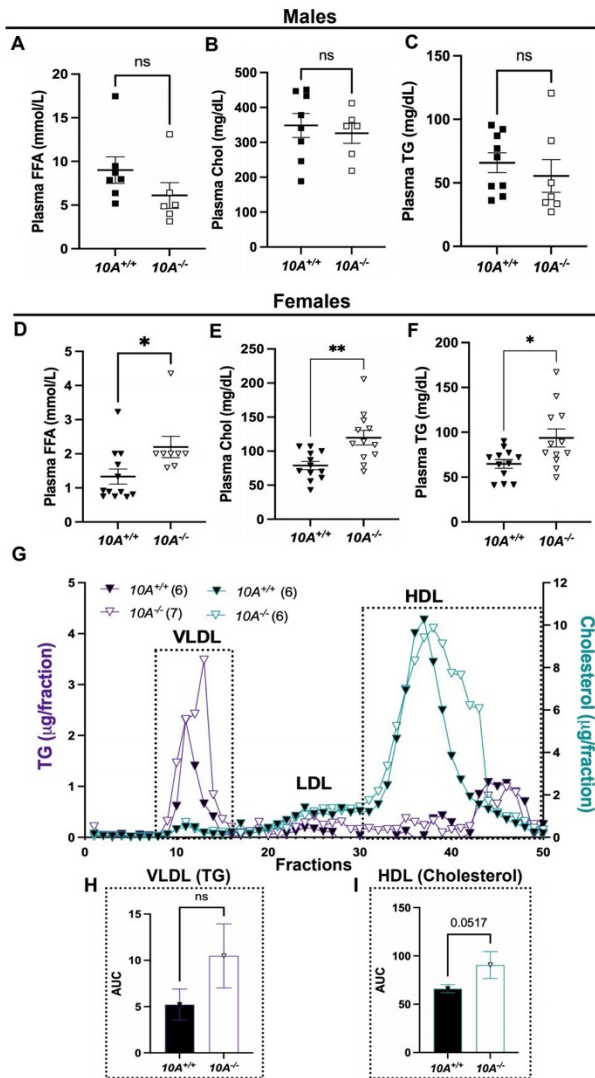 Males
A
B
C
ns
ns
ns
Plasma FFA (mmol/L)
20
15
10
5
0
10A+/+
10A-/-
Plasma Chol (mg/dL)
500
400
300
200
100
0
10A+/+
10A-/-
Plasma TG (mg/dL)
150
100
50
0
10A+/+
10A-/-
Females
D
E
F
*
**
*
Plasma FFA (mmol/L)
5
4
3
2
1
0
10A+/+
10A-/-
Plasma Chol (mg/dL)
250
200
150
100
50
0
10A+/+
10A-/-
Plasma TG (mg/dL)
200
150
100
50
0
10A+/+
10A-/-
G
10A+/+ (6)
10A+/+ (6)
10A-/- (7)
10A-/- (6)
VLDL
HDL
LDL
TG (µg/fraction)
5
4
3
2
1
0
Cholesterol (µg/fraction)
12
10
8
6
4
2
0
0 10 20 30 40 50
Fractions
H
VLDL (TG)
ns
AUC
15
10
5
0
10A+/+
10A-/-
I
HDL (Cholesterol)
0.0517
AUC
150
100
50
0
10A+/+
10A-/-